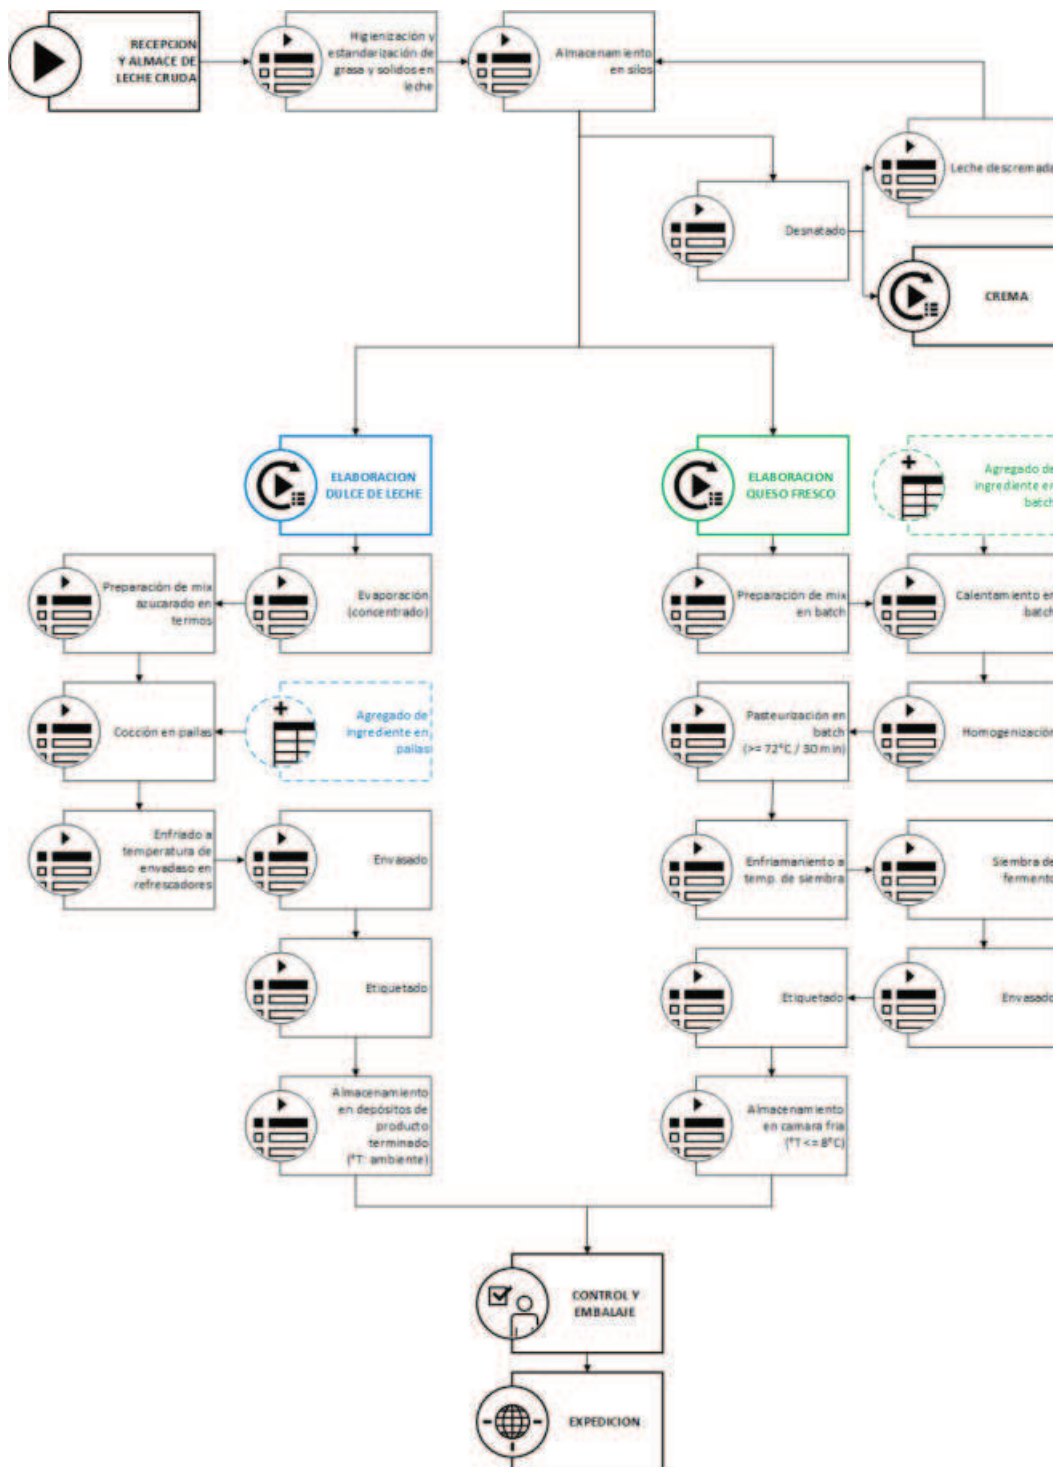 RECEPCION
Y ALMACE DE
LECHE CRUDA
Higienización y
estandarización de
grasa y solidos en
leche
Almacenamiento
en silos
Leche descremada
Desnatado
CREMA
ELABORACION
DULCE DE LECHE
ELABORACION
QUESO FRESCO
Agregado de
ingrediente en
batch
Preparación de mix
azucarado en
termos
Evaporación
(concentrado)
Preparación de mix
en batch
Calentamiento en
batch
Cocción en pailas
Agregado de
ingrediente en
pailas
Pasteurización en
batch
(>= 72°C / 30 min)
Homogenización
Enfriado a
temperatura de
envadaso en
refrescadores
Envasado
Enfriamaniento a
temp. de siembra
Siembra de
fermento
Etiquetado
Etiquetado
Envasado
Almacenamiento
en depósitos de
producto
terminado
(°T: ambiente)
Almacenamiento
en camara fria
(°T <= 8°C)
CONTROL Y
EMBALAJE
EXPEDICION